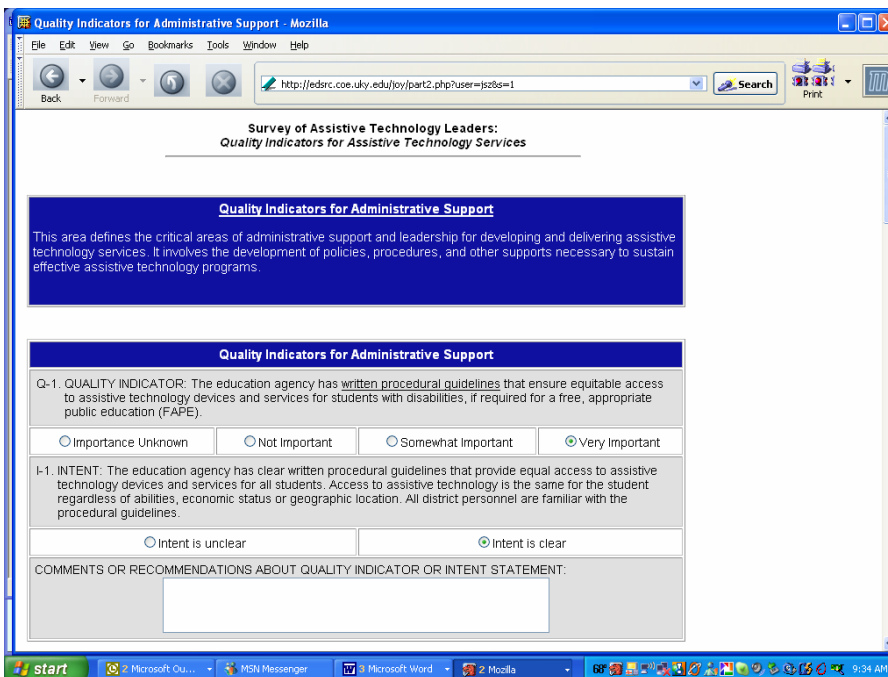 Quality Indicators for Administrative Support - Mozilla
File Edit View Go Bookmarks Tools Window Help
Back Forward http://edsrc.coe.uky.edu/joy/part2.php?user=jsz&s=1 Search Print
Survey of Assistive Technology Leaders:
Quality Indicators for Assistive Technology Services
Quality Indicators for Administrative Support
This area defines the critical areas of administrative support and leadership for developing and delivering assistive
technology services. It involves the development of policies, procedures, and other supports necessary to sustain
effective assistive technology programs.
Quality Indicators for Administrative Support
Q-1. QUALITY INDICATOR: The education agency has written procedural guidelines that ensure equitable access
to assistive technology devices and services for students with disabilities, if required for a free, appropriate
public education (FAPE).
Importance Unknown Not Important Somewhat Important Very Important
I-1. INTENT: The education agency has clear written procedural guidelines that provide equal access to assistive
technology devices and services for all students. Access to assistive technology is the same for the student
regardless of abilities, economic status or geographic location. All district personnel are familiar with the
procedural guidelines.
Intent is unclear Intent is clear
COMMENTS OR RECOMMENDATIONS ABOUT QUALITY INDICATOR OR INTENT STATEMENT:
start 2 Microsoft Ou... MSN Messenger 3 Microsoft Word 2 Mozilla 68° 9:34 AM